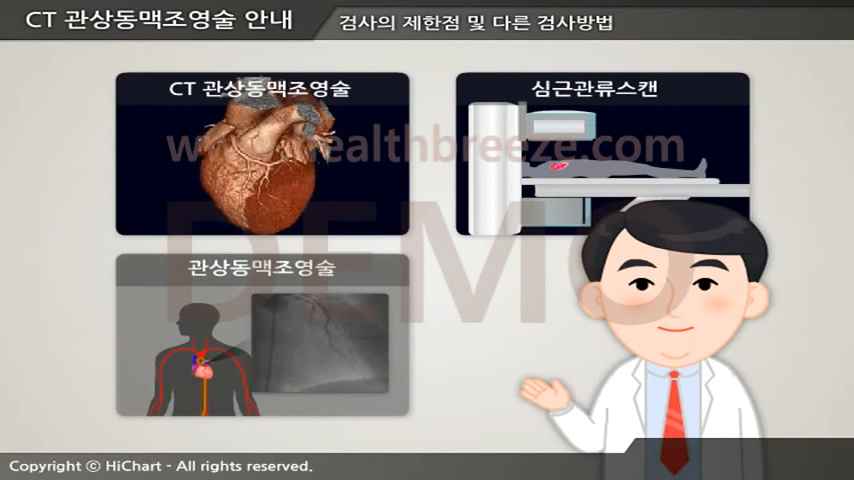 CT 관상동맥조영술 안내
검사의 제한점 및 다른 검사방법
CT 관상동맥조영술
심근관류스캔
www.healthbreeze.com
DEMO
관상동맥조영술
Copyright ⓒ HiChart - All rights reserved.